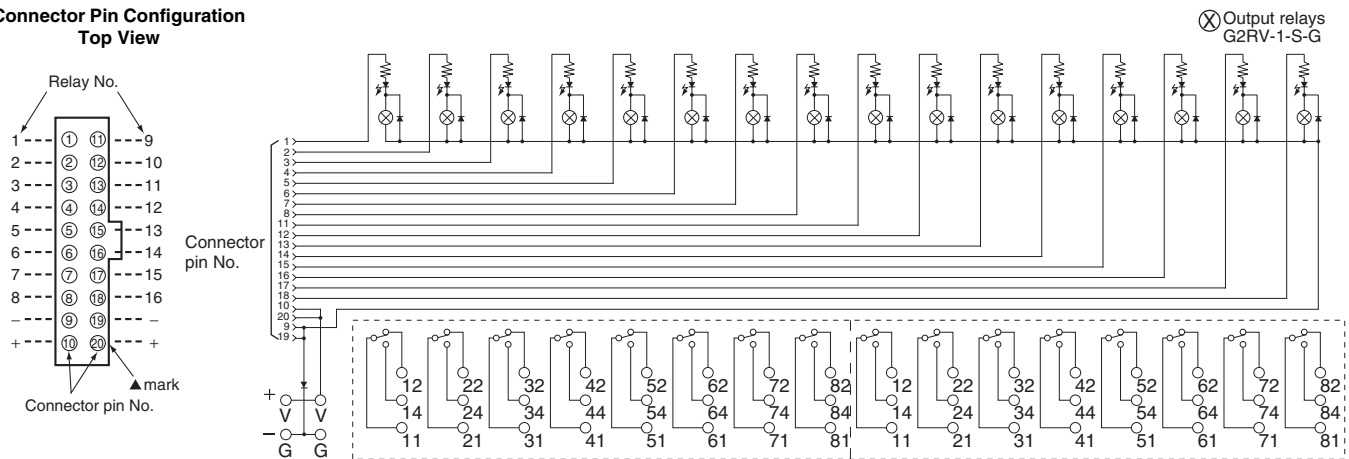 Connector Pin Configuration
Top View
Relay No.
1 ① ⑪ 9
2 ② ⑫ 10
3 ③ ⑬ 11
4 ④ ⑭ 12
5 ⑤ ⑮ 13
6 ⑥ ⑯ 14
7 ⑦ ⑰ 15
8 ⑧ ⑱ 16
– ⑨ ⑲ –
+ ⑩ ⑳ +
▲mark
Connector pin No.
Output relays
G2RV-1-S-G
Connector
pin No.
1
2
3
4
5
6
7
8
11
12
13
14
15
16
17
18
10
20
9
19
+ V V
– G G
12 22 32 42 52 62 72 82 12 22 32 42 52 62 72 82
14 24 34 44 54 64 74 84 14 24 34 44 54 64 74 84
11 21 31 41 51 61 71 81 11 21 31 41 51 61 71 81